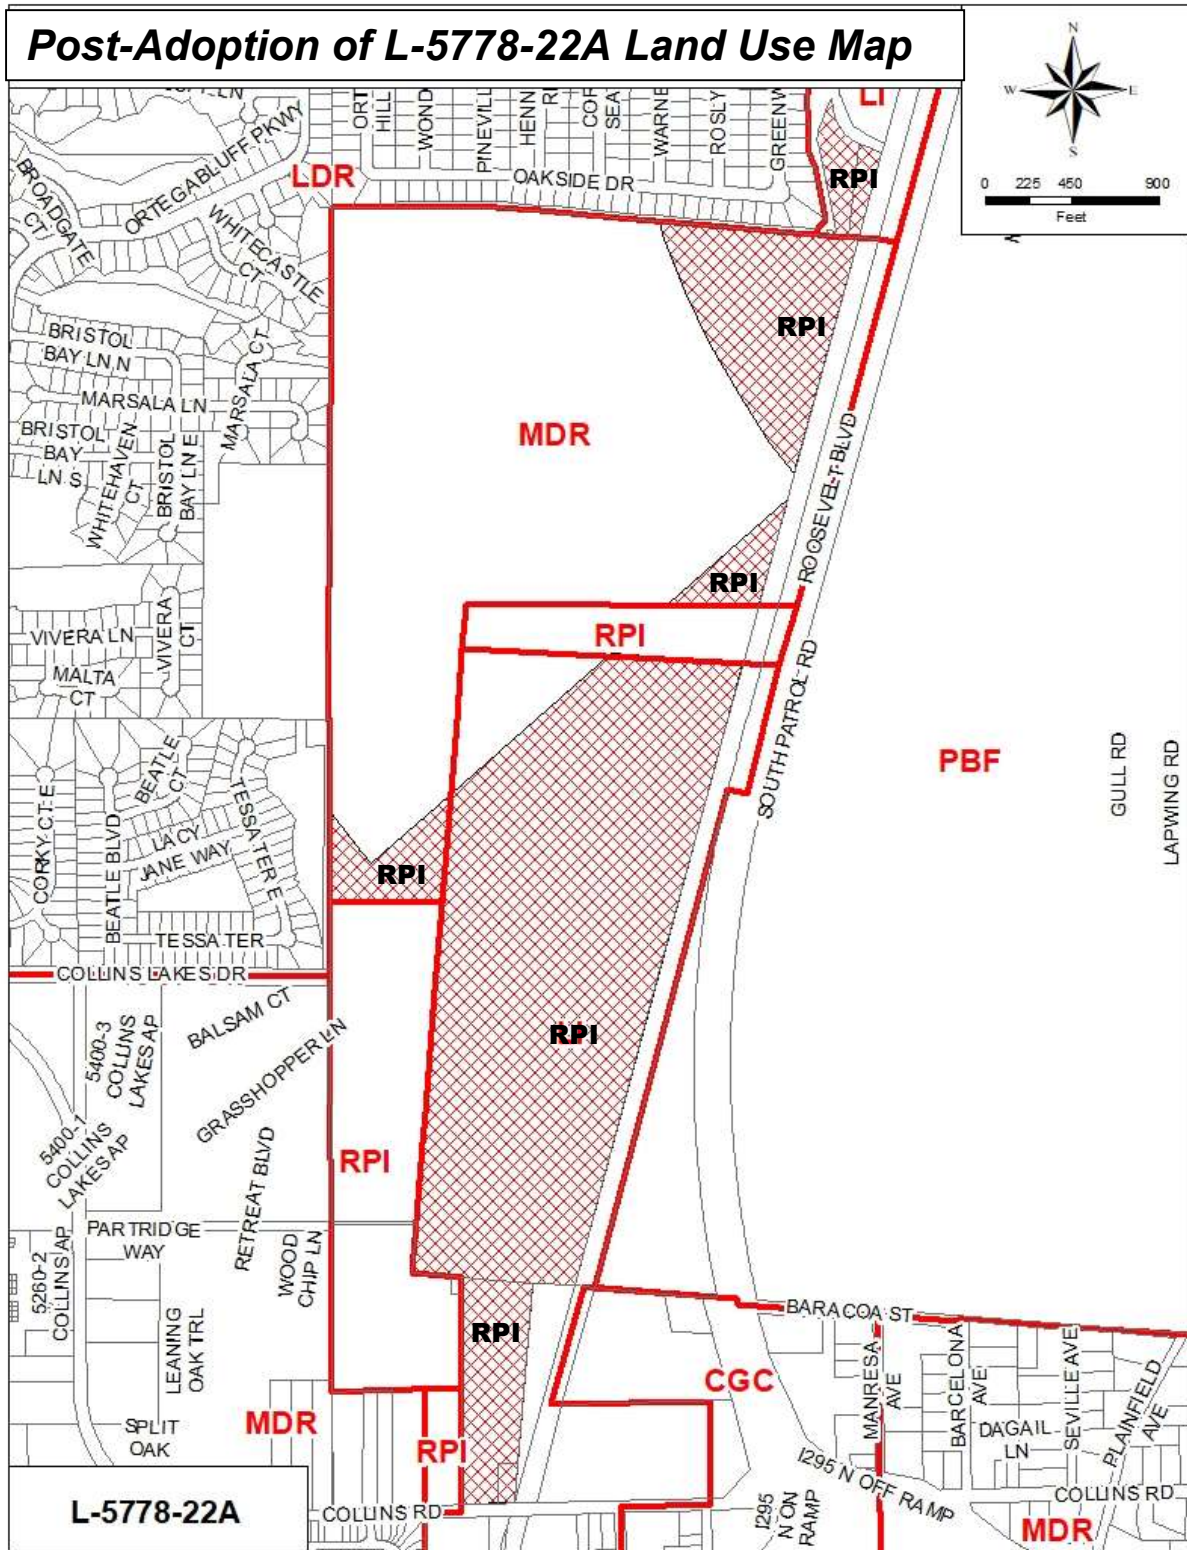 Post-Adoption of L-5778-22A Land Use Map
N
W
E
S
0 225 450 900
Feet
LI
ORT
HILL
WOND
PINEVILL
HENN
RI
COR
SEA
WARNE
ROSLY
GREENW
ORTEGABLUFF PKWY
BROADGATE
CT
LDR
OAKSIDE DR
RPI
WHITECASTLE
CT
RPI
BRISTOL
BAY LN N
MARSALA CT
MARSALA LN
BRISTOL
BAY
LN S
WHITEHAVEN
CT
BRISTOL
BAY LN E
MDR
ROOSEVELT BLVD
RPI
VIVERA LN
VIVERA
CT
RPI
MALTA
CT
SOUTH PATROL RD
PBF
GULL RD
LAPWING RD
CORKY CT E
BEATLE BLVD
BEATLE
CT
LACY
JANE WAY
TESSA TER E
RPI
TESSA TER
COLLINS LAKES DR
BALSAM CT
5400-3
COLLINS
LAKES AP
GRASSHOPPER LN
RPI
5400-1
COLLINS
LAKES AP
RPI
RETREAT BLVD
PARTRIDGE
WAY
WOOD
CHIP LN
5260-2
COLLINS AP
LEANING
OAK TRL
RPI
BARACOA ST
CGC
MANRESA
AVE
BARCELONA
AVE
SEVILLE AVE
PLAINFIELD
AVE
DAGAIL
LN
MDR
SPLIT
OAK
RPI
I295 N OFF RAMP
L-5778-22A
COLLINS RD
I295
N ON
RAMP
COLLINS RD
MDR